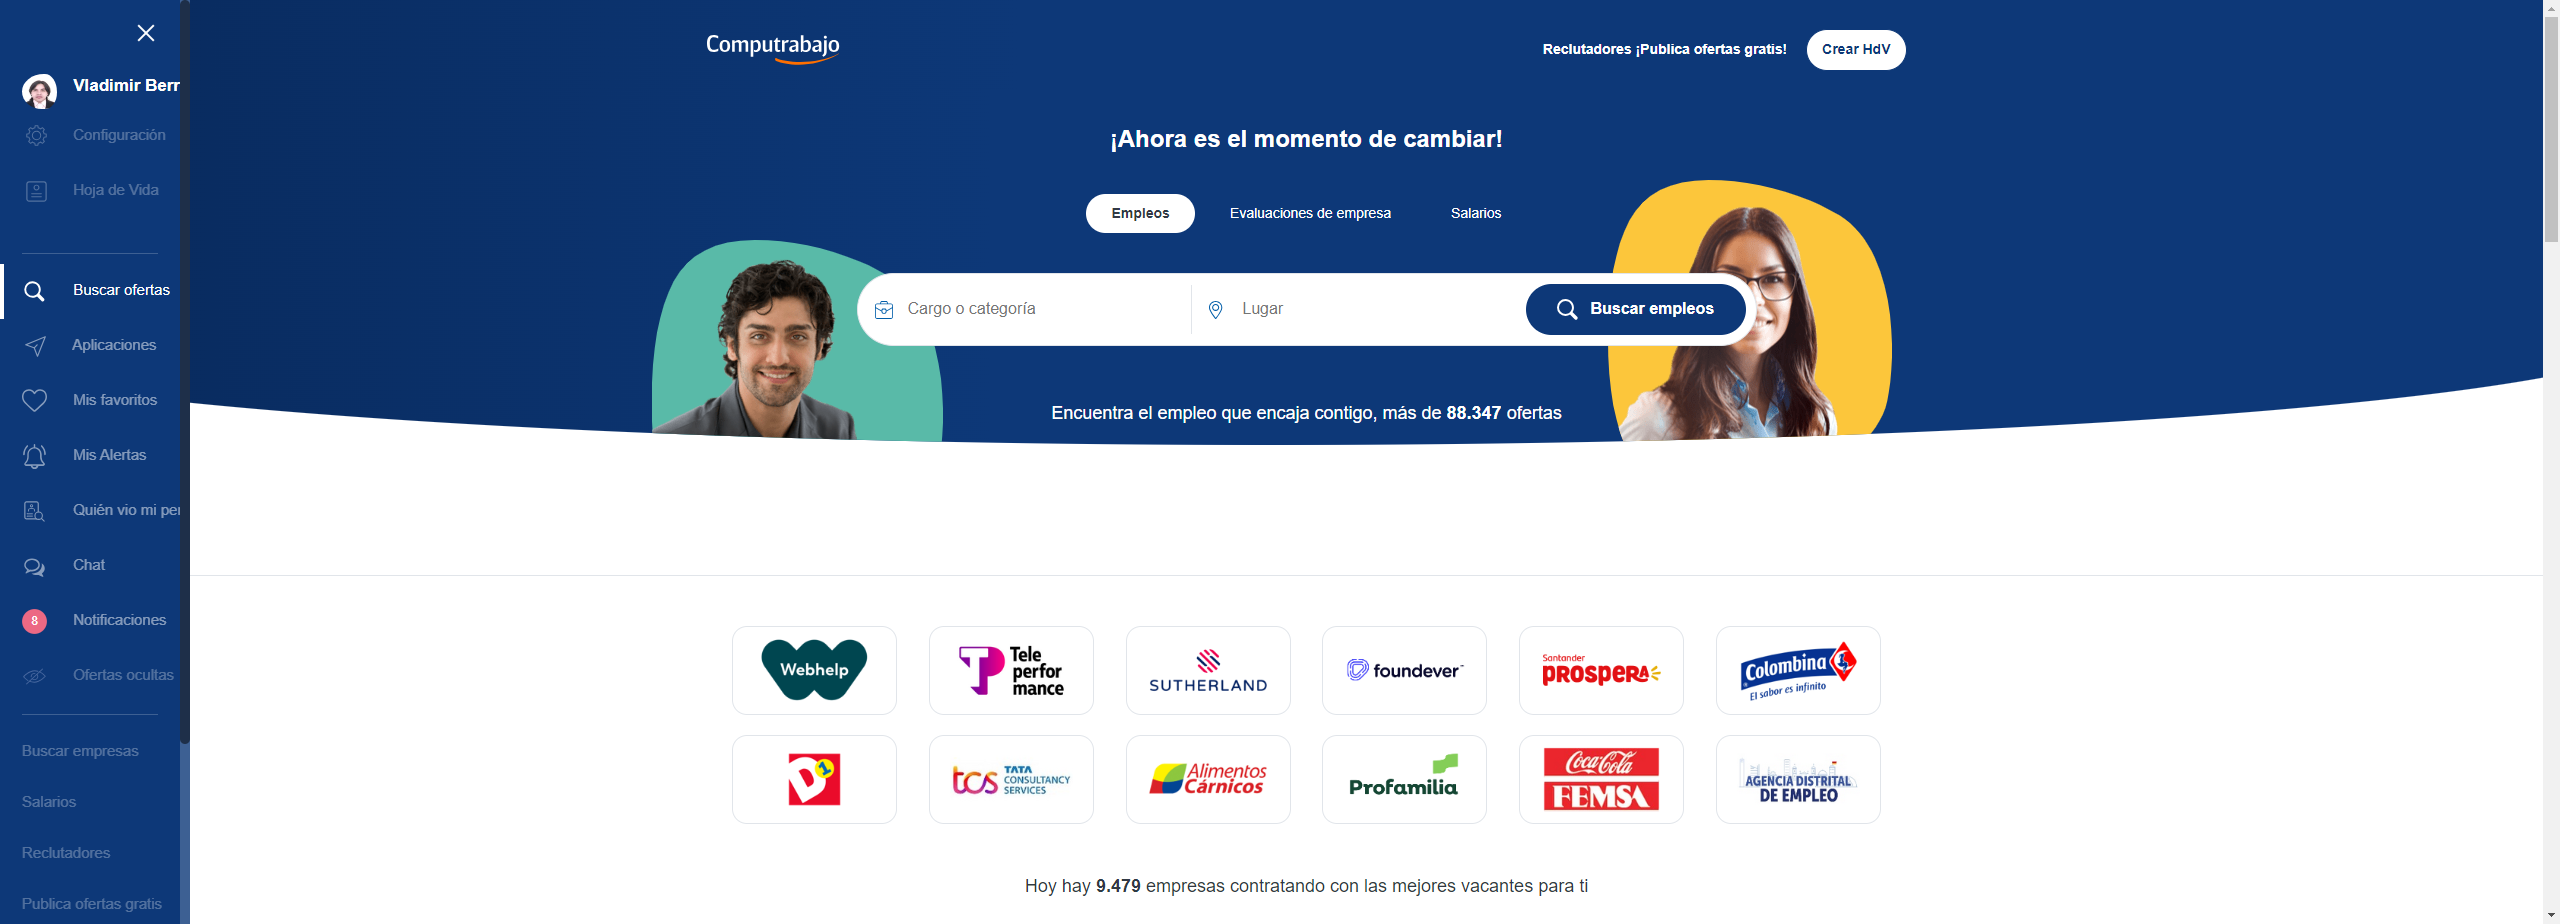 Vladimir Berr
Configuración
Hoja de Vida
Buscar ofertas
Aplicaciones
Mis favoritos
Mis Alertas
Quién vio mi per
Chat
8
Notificaciones
Ofertas ocultas
Buscar empresas
Salarios
Reclutadores
Publica ofertas gratis
Computrabajo
Reclutadores ¡Publica ofertas gratis!
Crear HdV
¡Ahora es el momento de cambiar!
Empleos
Evaluaciones de empresa
Salarios
Cargo o categoría
Lugar
Buscar empleos
Encuentra el empleo que encaja contigo, más de 88.347 ofertas
Webhelp
Tele
perfor
mance
SUTHERLAND
foundever
Santander
PROSPERA
Colombina
El sabor es infinito
D1
tcs TATA
CONSULTANCY
SERVICES
Alimentos
Cárnicos
Profamilia
Coca-Cola
FEMSA
AGENCIA DISTRITAL
DE EMPLEO
Hoy hay 9.479 empresas contratando con las mejores vacantes para ti